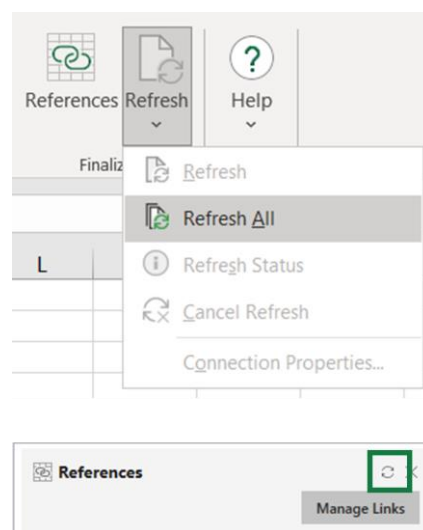 References Refresh Help
Finaliz
Refresh
Refresh All
L
Refresh Status
Cancel Refresh
Connection Properties...
References
Manage Links